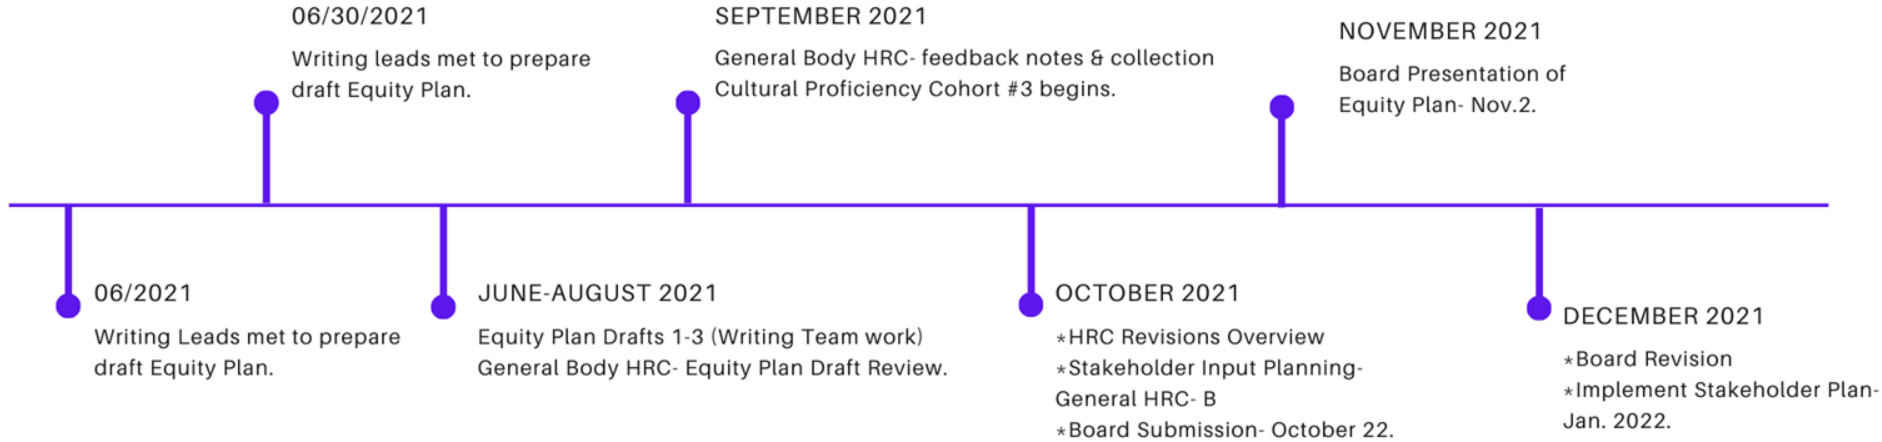 06/30/2021
Writing leads met to prepare
draft Equity Plan.
SEPTEMBER 2021
General Body HRC- feedback notes & collection
Cultural Proficiency Cohort #3 begins.
NOVEMBER 2021
Board Presentation of
Equity Plan- Nov.2.
06/2021
Writing Leads met to prepare
draft Equity Plan.
JUNE-AUGUST 2021
Equity Plan Drafts 1-3 (Writing Team work)
General Body HRC- Equity Plan Draft Review.
OCTOBER 2021
*HRC Revisions Overview
*Stakeholder Input Planning-
General HRC- B
*Board Submission- October 22.
DECEMBER 2021
*Board Revision
*Implement Stakeholder Plan-
Jan. 2022.